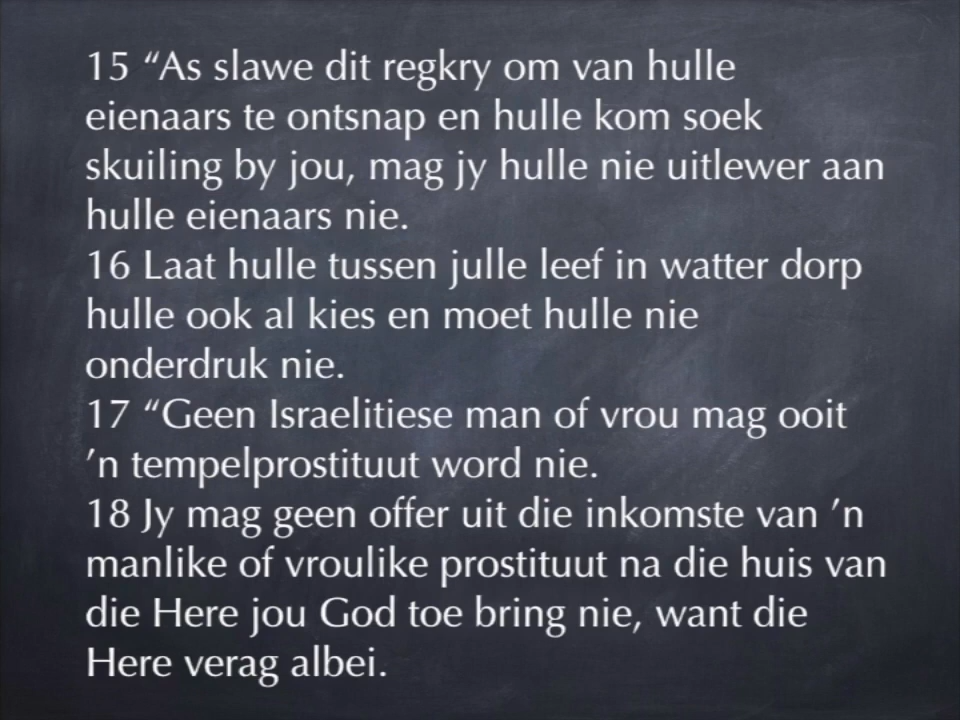 15 “As slawe dit regkry om van hulle
eienaars te ontsnap en hulle kom soek
skuiling by jou, mag jy hulle nie uitlewer aan
hulle eienaars nie.
16 Laat hulle tussen julle leef in watter dorp
hulle ook al kies en moet hulle nie
onderdruk nie.
17 “Geen Israelitiese man of vrou mag ooit
’n tempelprostituut word nie.
18 Jy mag geen offer uit die inkomste van ’n
manlike of vroulike prostituut na die huis van
die Here jou God toe bring nie, want die
Here verag albei.